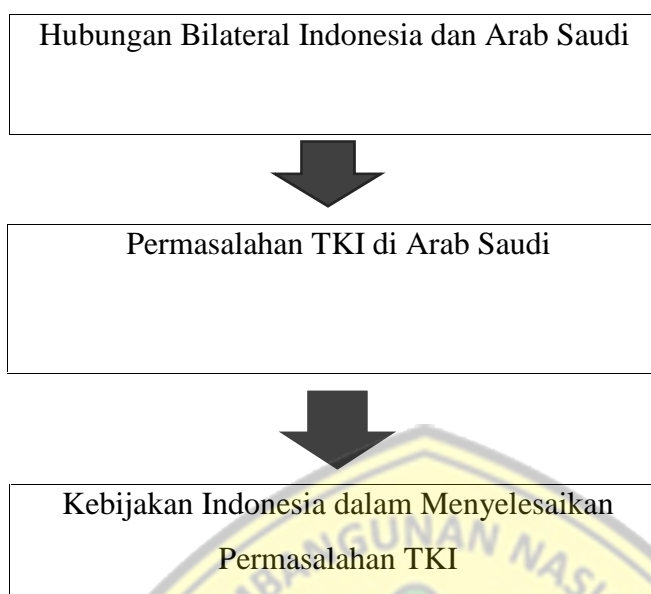 Hubungan Bilateral Indonesia dan Arab Saudi
Permasalahan TKI di Arab Saudi
Kebijakan Indonesia dalam Menyelesaikan
Permasalahan TKI